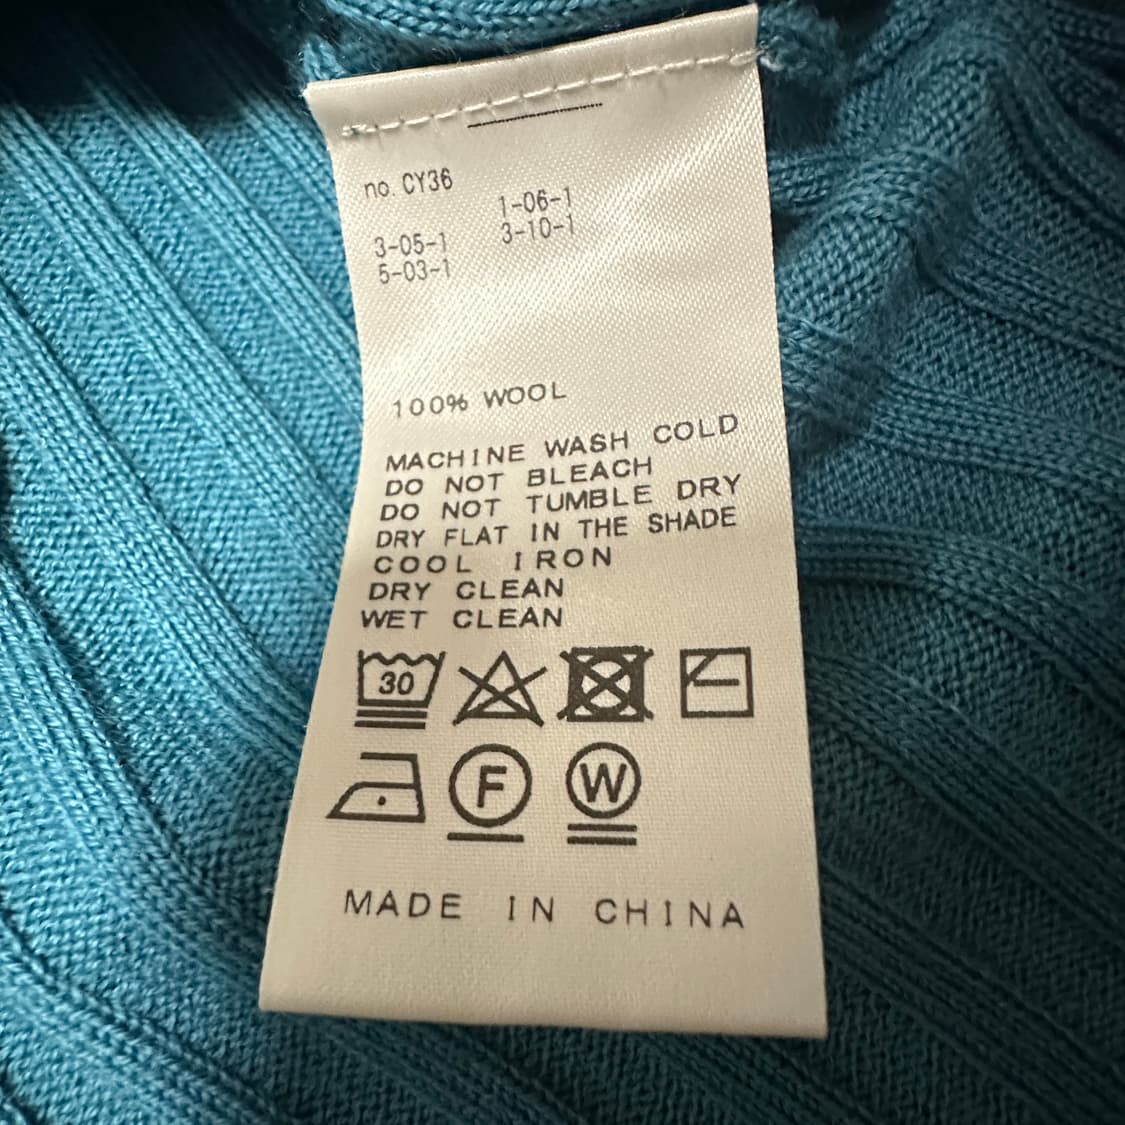 no. CY36
1-06-1
3-05-1 3-10-1
5-03-1
100% WOOL
MACHINE WASH COLD
DO NOT BLEACH
DO NOT TUMBLE DRY
DRY FLAT IN THE SHADE
COOL IRON
DRY CLEAN
WET CLEAN
30
F W
MADE IN CHINA